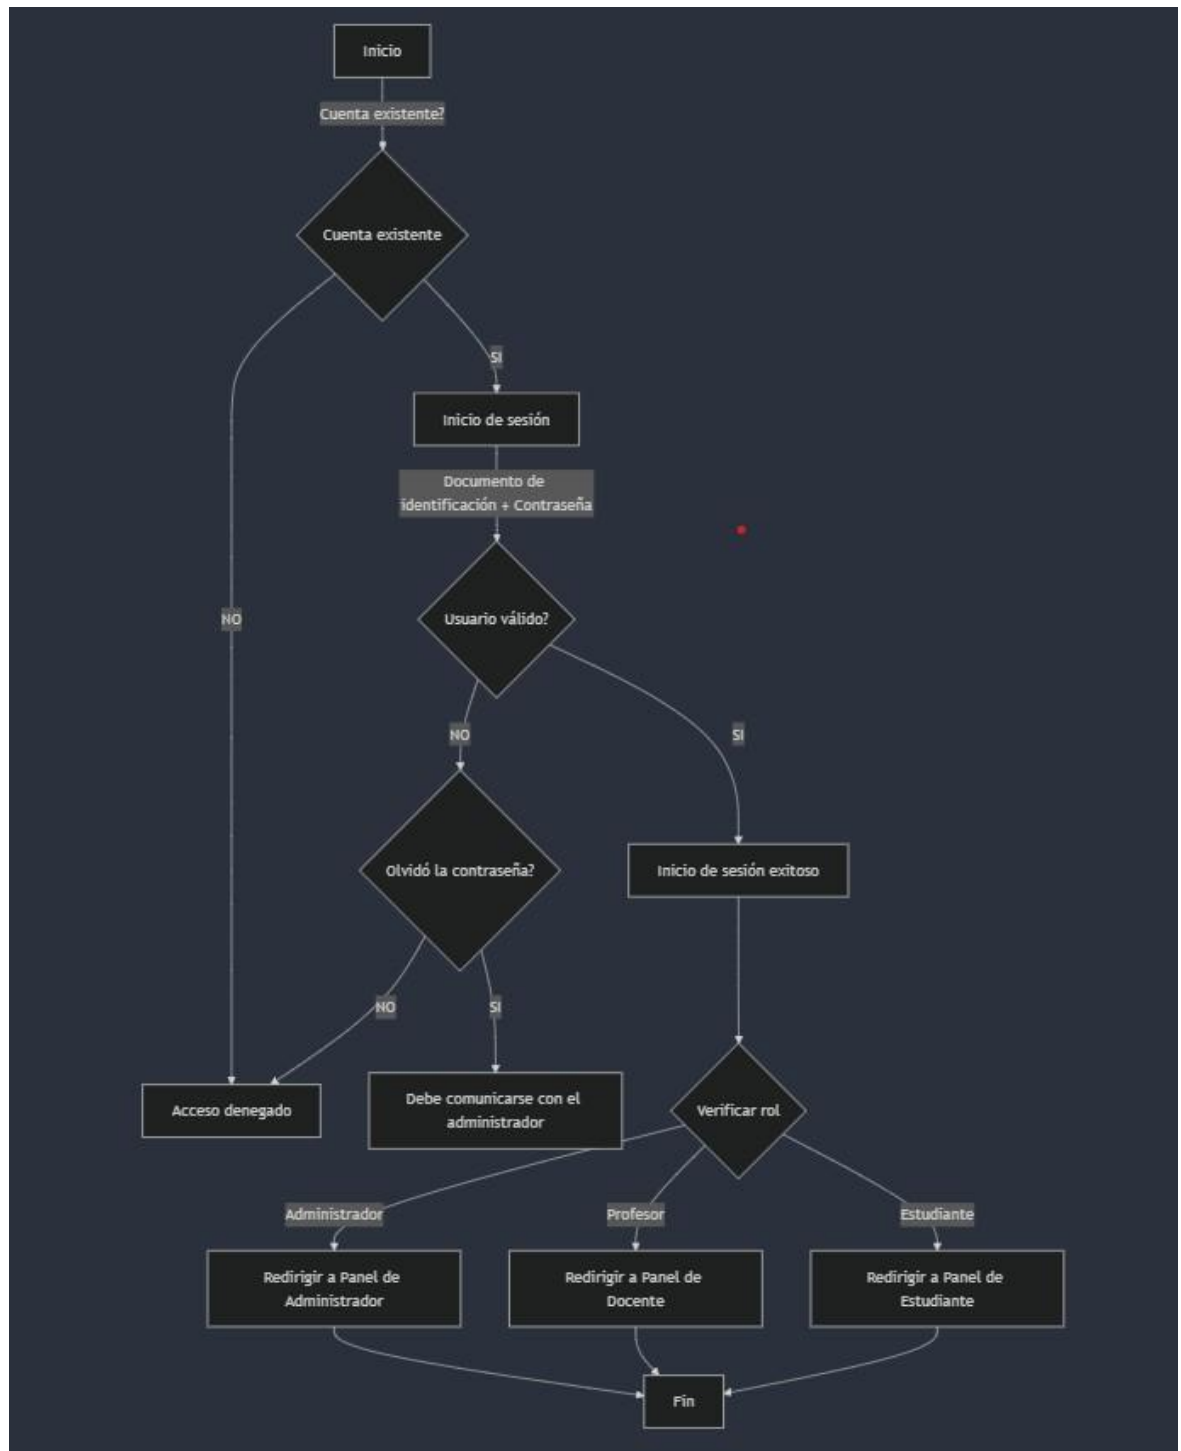 Inicio
Cuenta existente?
Cuenta existente
SI
Inicio de sesión
Documento de
identificación + Contraseña
Usuario válido?
NO
NO
SI
Olvidó la contraseña?
Inicio de sesión exitoso
NO
SI
Acceso denegado
Debe comunicarse con el
administrador
Verificar rol
Administrador
Profesor
Estudiante
Redirigir a Panel de
Administrador
Redirigir a Panel de
Docente
Redirigir a Panel de
Estudiante
Fin